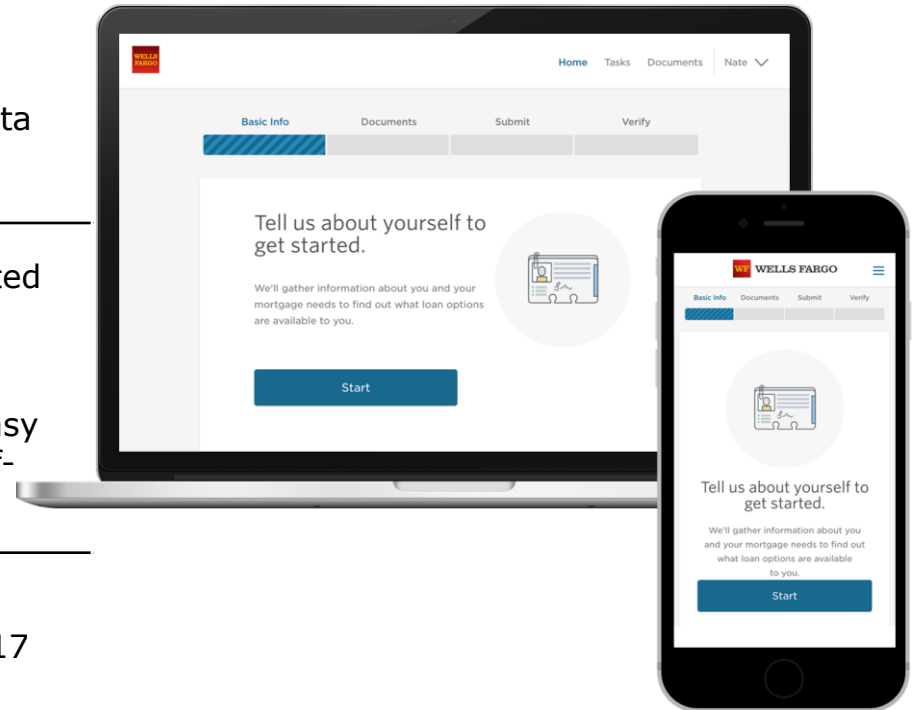 ta
ted
asy
f-
17
WELLS
FARGO
Home Tasks Documents Nate
Basic Info Documents Submit Verify
Tell us about yourself to
get started.
We'll gather information about you and your
mortgage needs to find out what loan options
are available to you.
Start
WF WELLS FARGO
Basic Info Documents Submit Verify
Tell us about yourself to
get started.
We'll gather information about you
and your mortgage needs to find out
what loan options are available
to you.
Start